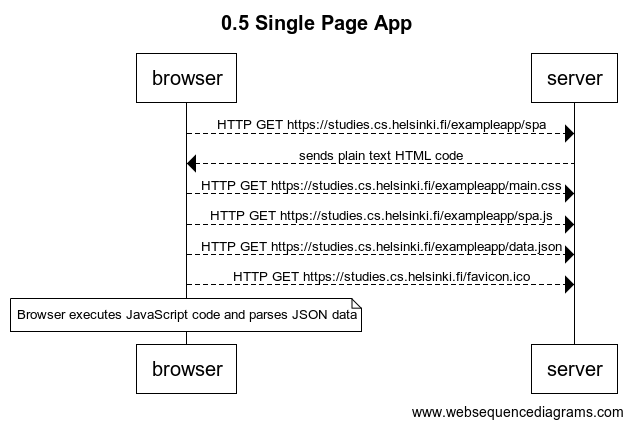 0.5 Single Page App
browser
server
HTTP GET https://studies.cs.helsinki.fi/exampleapp/spa
sends plain text HTML code
HTTP GET https://studies.cs.helsinki.fi/exampleapp/main.css
HTTP GET https://studies.cs.helsinki.fi/exampleapp/spa.js
HTTP GET https://studies.cs.helsinki.fi/exampleapp/data.json
HTTP GET https://studies.cs.helsinki.fi/favicon.ico
Browser executes JavaScript code and parses JSON data
browser
server
www.websequencediagrams.com